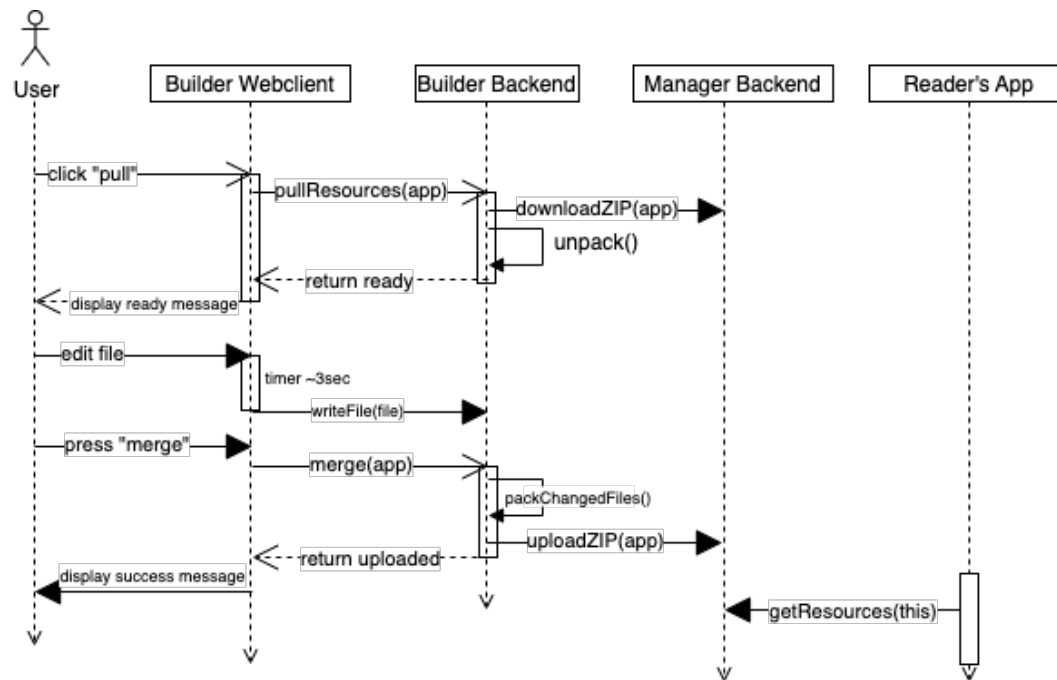 User
Builder Webclient
Builder Backend
Manager Backend
Reader's App
click "pull"
pullResources(app)
downloadZIP(app)
unpack()
return ready
display ready message
edit file
timer ~3sec
writeFile(file)
press "merge"
merge(app)
packChangedFiles()
uploadZIP(app)
return uploaded
display success message
getResources(this)